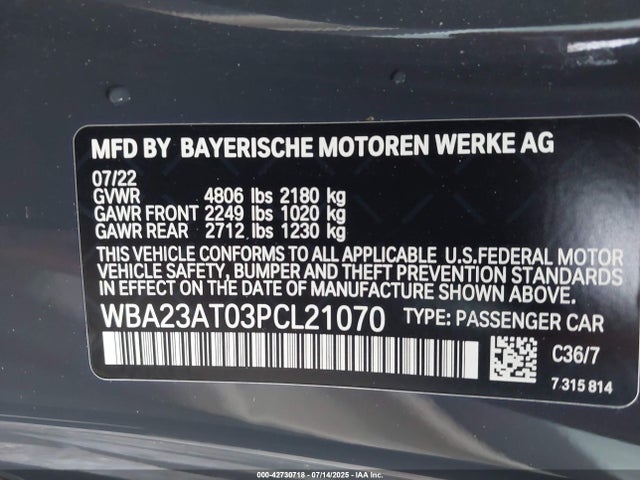 MFD BY BAYERISCHE MOTOREN WERKE AG
07/22
GVWR 4806 lbs 2180 kg
GAWR FRONT 2249 lbs 1020 kg
GAWR REAR 2712 lbs 1230 kg
THIS VEHICLE CONFORMS TO ALL APPLICABLE U.S.FEDERAL MOTOR
VEHICLE SAFETY, BUMPER AND THEFT PREVENTION STANDARDS
IN EFFECT ON THE DATE OF MANUFACTURE SHOWN ABOVE.
WBA23AT03PCL21070 TYPE: PASSENGER CAR
C36/7
7 315 814
000-42730718 - 07/14/2025 - IAA Inc.